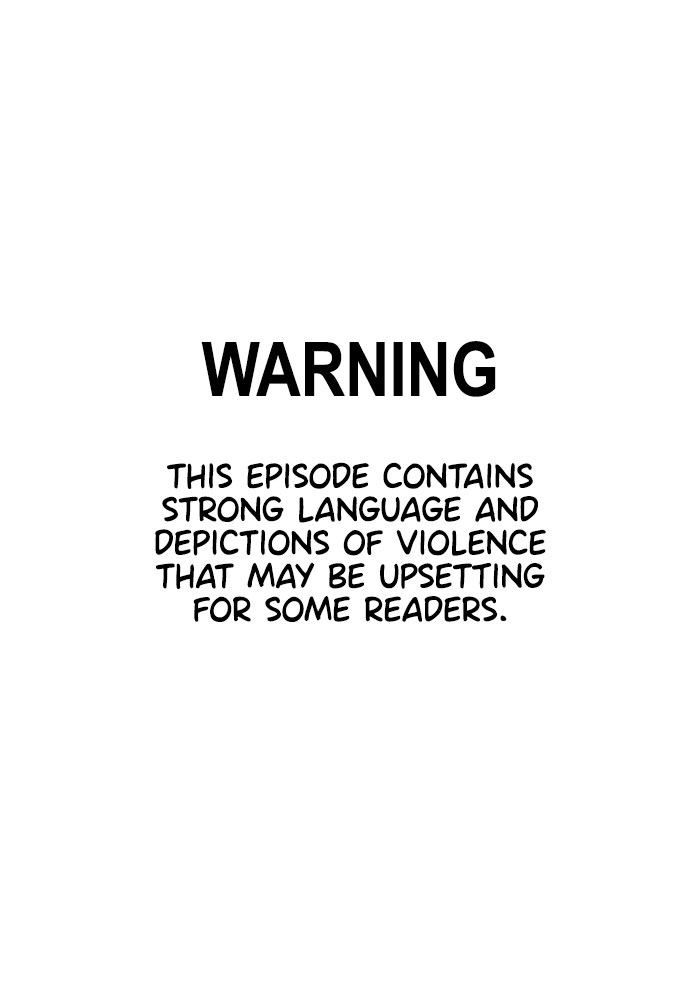 WARNING
THIS EPISODE CONTAINS
STRONG LANGUAGE AND
DEPICTIONS OF VIOLENCE
THAT MAY BE UPSETTING
FOR SOME READERS.